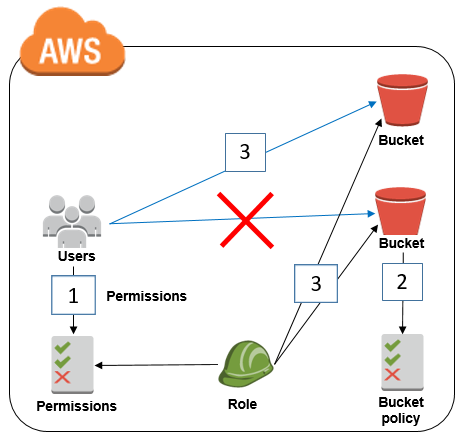 AWS
3
Bucket
Users
Bucket
1
Permissions
3
2
Permissions
Role
Bucket
policy